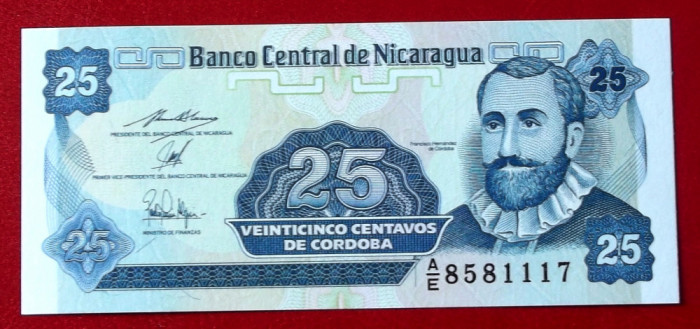 Banco Central de Nicaragua
25
25
PRESIDENTE DEL BANCO CENTRAL DE NICARAGUA
Francisco Hernandez
de Córdoba
PRIMER VICE-PRESIDENTE DEL BANCO CENTRAL DE NICARAGUA
25
MINISTRO DE FINANZAS
VEINTICINCO CENTAVOS
DE CORDOBA
25
25
A/E 8581117